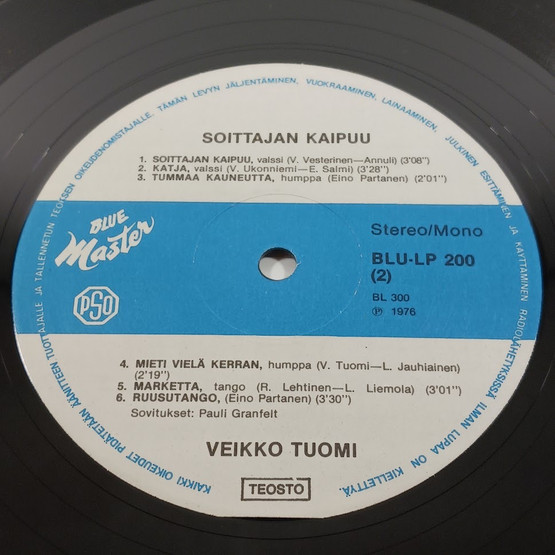 KAIKKI OIKEUDET PIDÄTETÄÄN ÄÄNITTEEN TUOTTAJALLE JA TALLENNETUN TEOKSEN OIKEUDENOMISTAJALLE. TÄMÄN LEVYN JÄLJENTÄMINEN, VUOKRAAMINEN, LAINAAMINEN, JULKINEN ESITTÄMINEN JA KÄYTTÄMINEN RADIOLÄHETYKSISSÄ ILMAN LUPAA ON KIELLETTYÄ.
SOITTAJAN KAIPUU
1. SOITTAJAN KAIPUU, valssi (V. Vesterinen—Annuli) (3'08")
2. KATJA, valssi (V. Ukonniemi—E. Salmi) (3'28")
3. TUMMAA KAUNEUTTA, humppa (Eino Partanen) (2'01")
BLUE
Master
PSO
Stereo/Mono
BLU-LP 200
(2)
BL 300
Ⓟ 1976
4. MIETI VIELÄ KERRAN, humppa (V. Tuomi—L. Jauhiainen)
(2'19")
5. MARKETTA, tango (R. Lehtinen—L. Liemola) (3'01")
6. RUUSUTANGO, (Eino Partanen) (3'30")
Sovitukset: Pauli Granfelt
VEIKKO TUOMI
TEOSTO